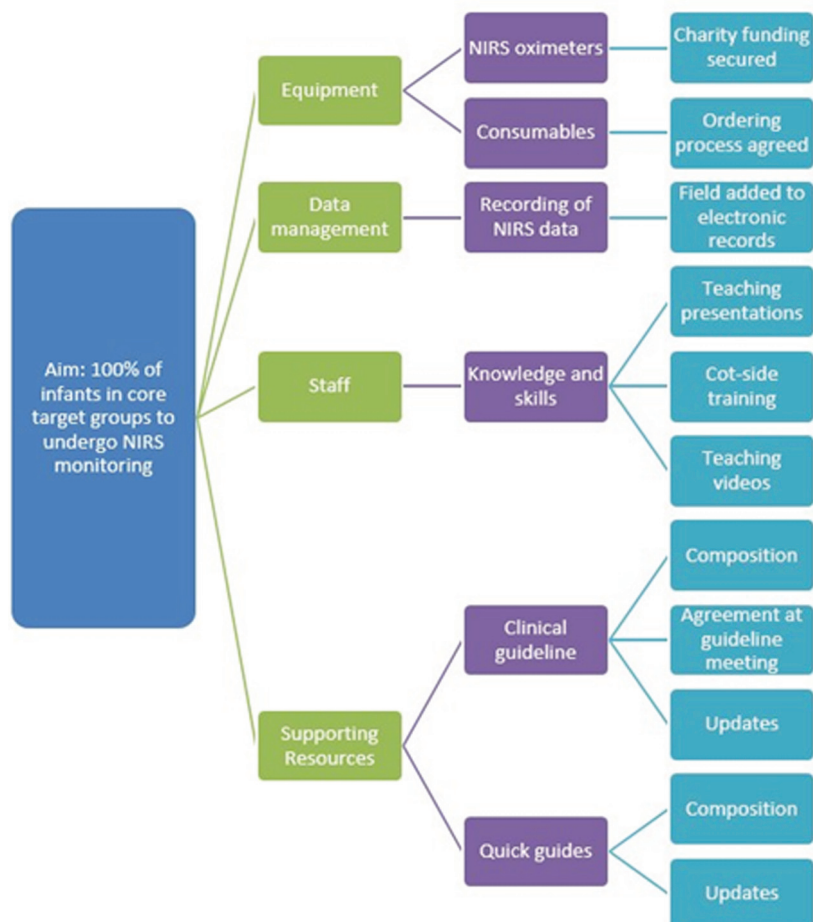 Aim: 100% of
infants in core
target groups to
undergo NIRS
monitoring
Equipment
NIRS oximeters
Charity funding
secured
Consumables
Ordering
process agreed
Data
management
Recording of
NIRS data
Field added to
electronic
records
Staff
Knowledge and
skills
Teaching
presentations
Cot-side
training
Teaching
videos
Supporting
Resources
Clinical
guideline
Composition
Agreement at
guideline
meeting
Updates
Quick guides
Composition
Updates